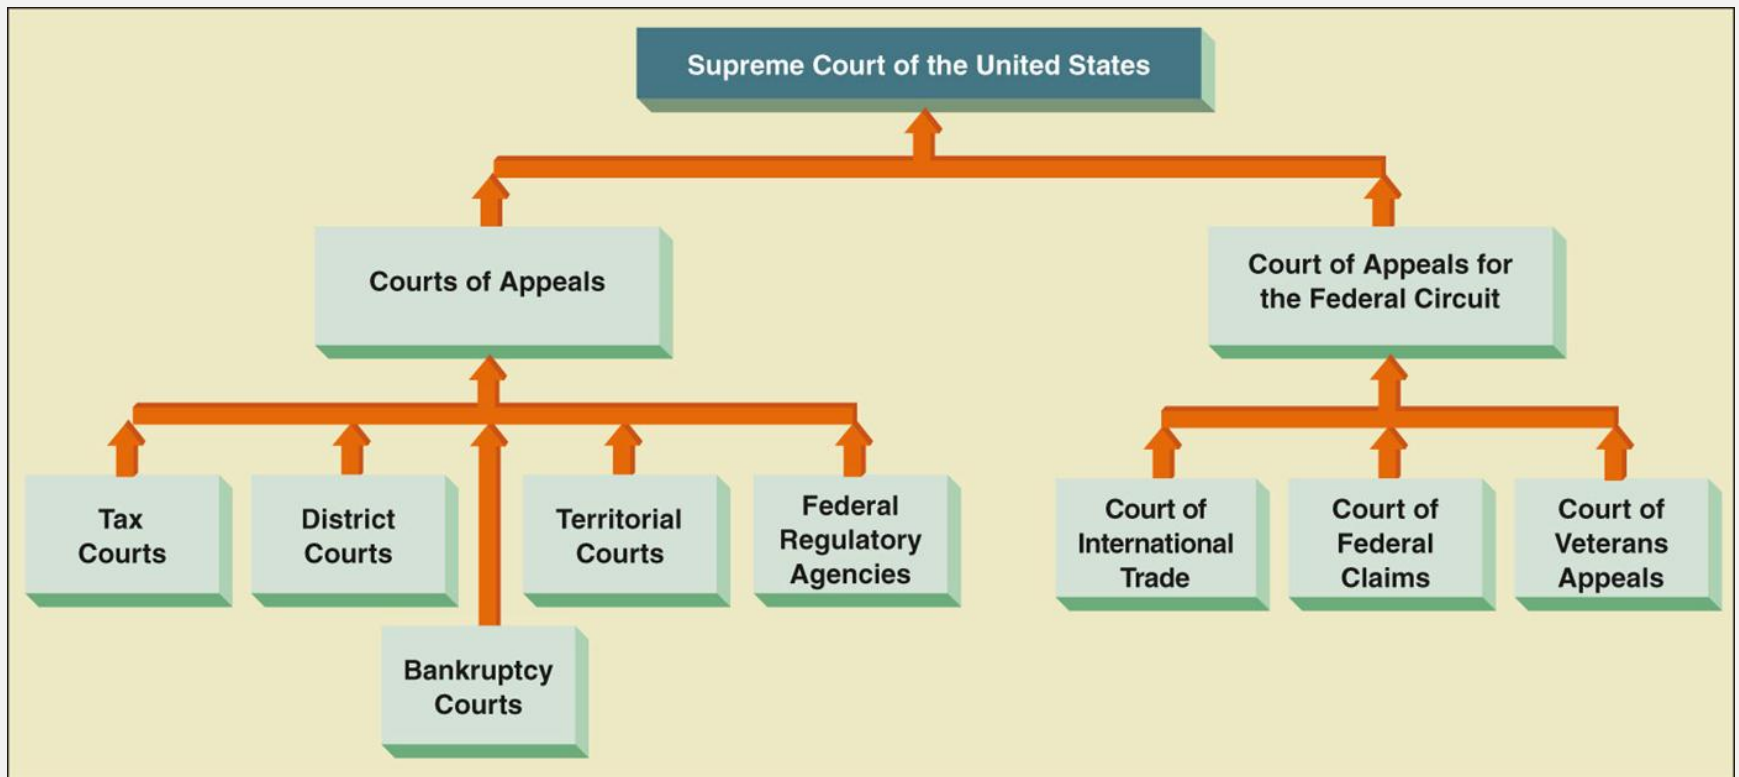 Supreme Court of the United States
Courts of Appeals
Court of Appeals for
the Federal Circuit
Tax
Courts
District
Courts
Territorial
Courts
Federal
Regulatory
Agencies
Court of
International
Trade
Court of
Federal
Claims
Court of
Veterans
Appeals
Bankruptcy
Courts